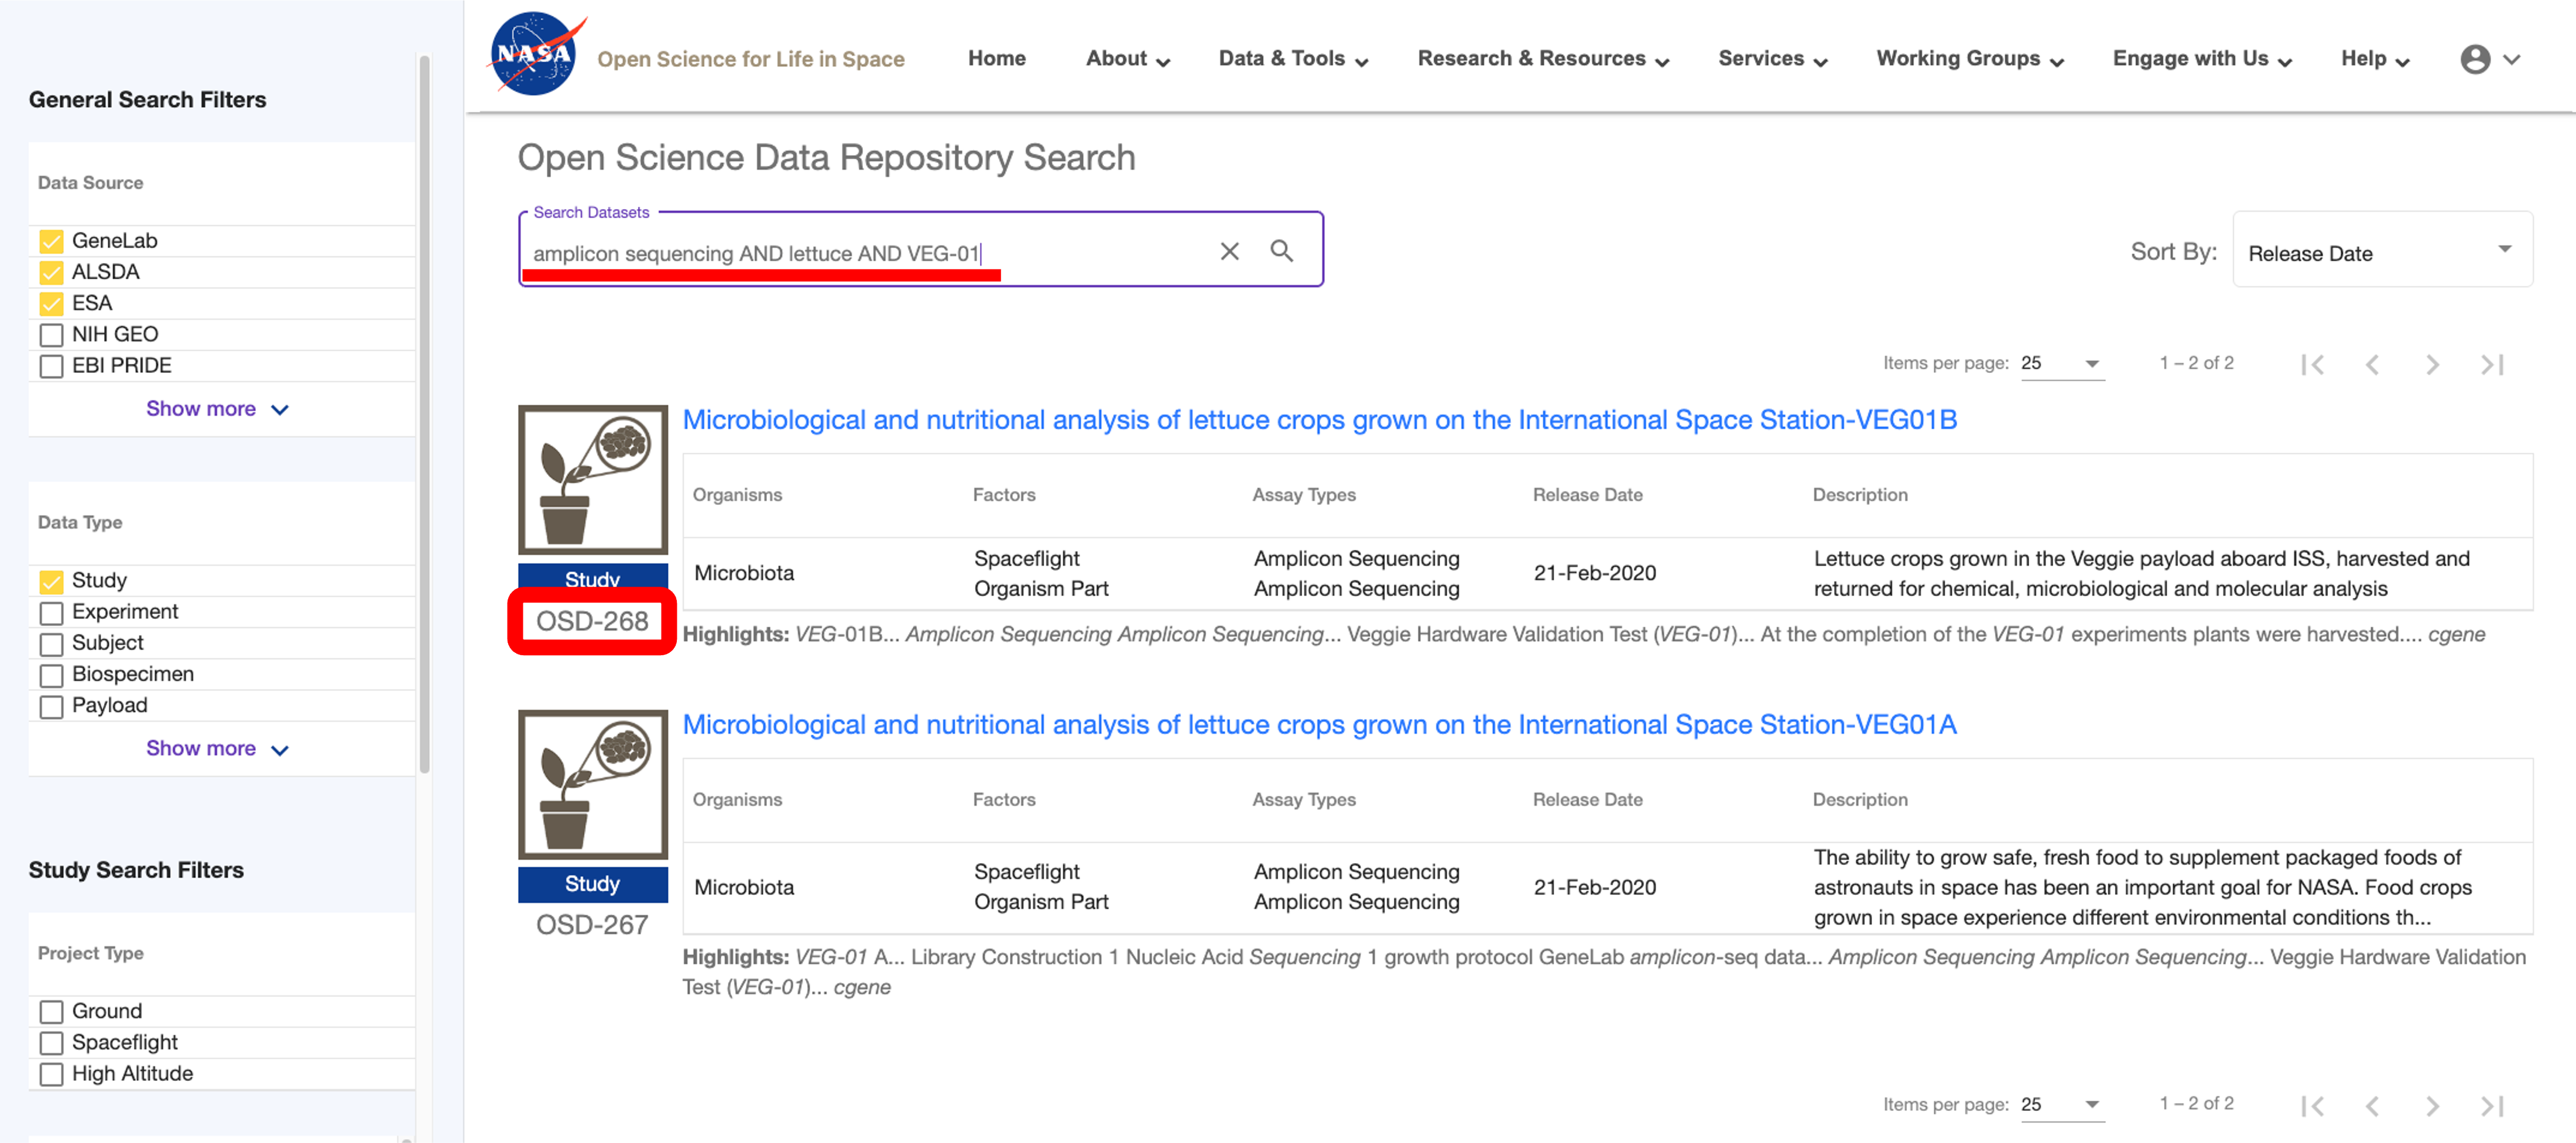 General Search Filters
Data Source
GeneLab
ALSDA
ESA
NIH GEO
EBI PRIDE
Show more
Data Type
Study
Experiment
Subject
Biospecimen
Payload
Show more
Study Search Filters
Project Type
Ground
Spaceflight
High Altitude
NASA
Open Science for Life in Space
Home
About
Data & Tools
Research & Resources
Services
Working Groups
Engage with Us
Help
Open Science Data Repository Search
Search Datasets
amplicon sequencing AND lettuce AND VEG-01
Sort By:
Release Date
Items per page: 25
1 – 2 of 2
Microbiological and nutritional analysis of lettuce crops grown on the International Space Station-VEG01B
Study
OSD-268
Organisms
Factors
Assay Types
Release Date
Description
Microbiota
Spaceflight
Organism Part
Amplicon Sequencing
Amplicon Sequencing
21-Feb-2020
Lettuce crops grown in the Veggie payload aboard ISS, harvested and
returned for chemical, microbiological and molecular analysis
Highlights: VEG-01B... Amplicon Sequencing Amplicon Sequencing... Veggie Hardware Validation Test (VEG-01)... At the completion of the VEG-01 experiments plants were harvested.... cgene
Microbiological and nutritional analysis of lettuce crops grown on the International Space Station-VEG01A
Study
OSD-267
Organisms
Factors
Assay Types
Release Date
Description
Microbiota
Spaceflight
Organism Part
Amplicon Sequencing
Amplicon Sequencing
21-Feb-2020
The ability to grow safe, fresh food to supplement packaged foods of
astronauts in space has been an important goal for NASA. Food crops
grown in space experience different environmental conditions th...
Highlights: VEG-01 A... Library Construction 1 Nucleic Acid Sequencing 1 growth protocol GeneLab amplicon-seq data... Amplicon Sequencing Amplicon Sequencing... Veggie Hardware Validation
Test (VEG-01)... cgene
Items per page: 25
1 – 2 of 2